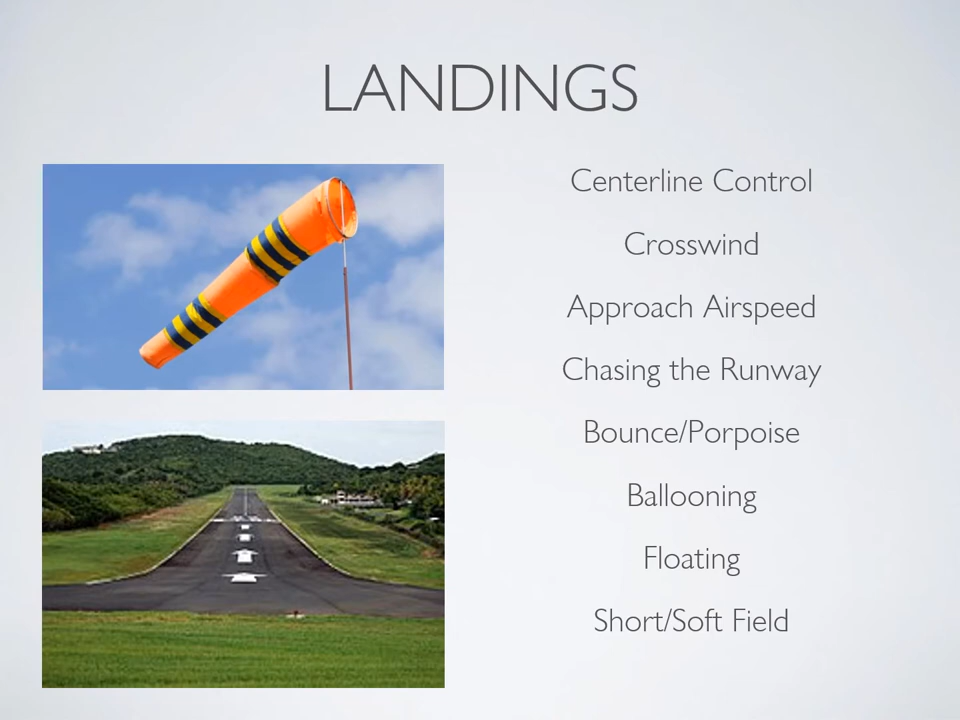 LANDINGS
Centerline Control
Crosswind
Approach Airspeed
Chasing the Runway
Bounce/Porpoise
Ballooning
Floating
Short/Soft Field